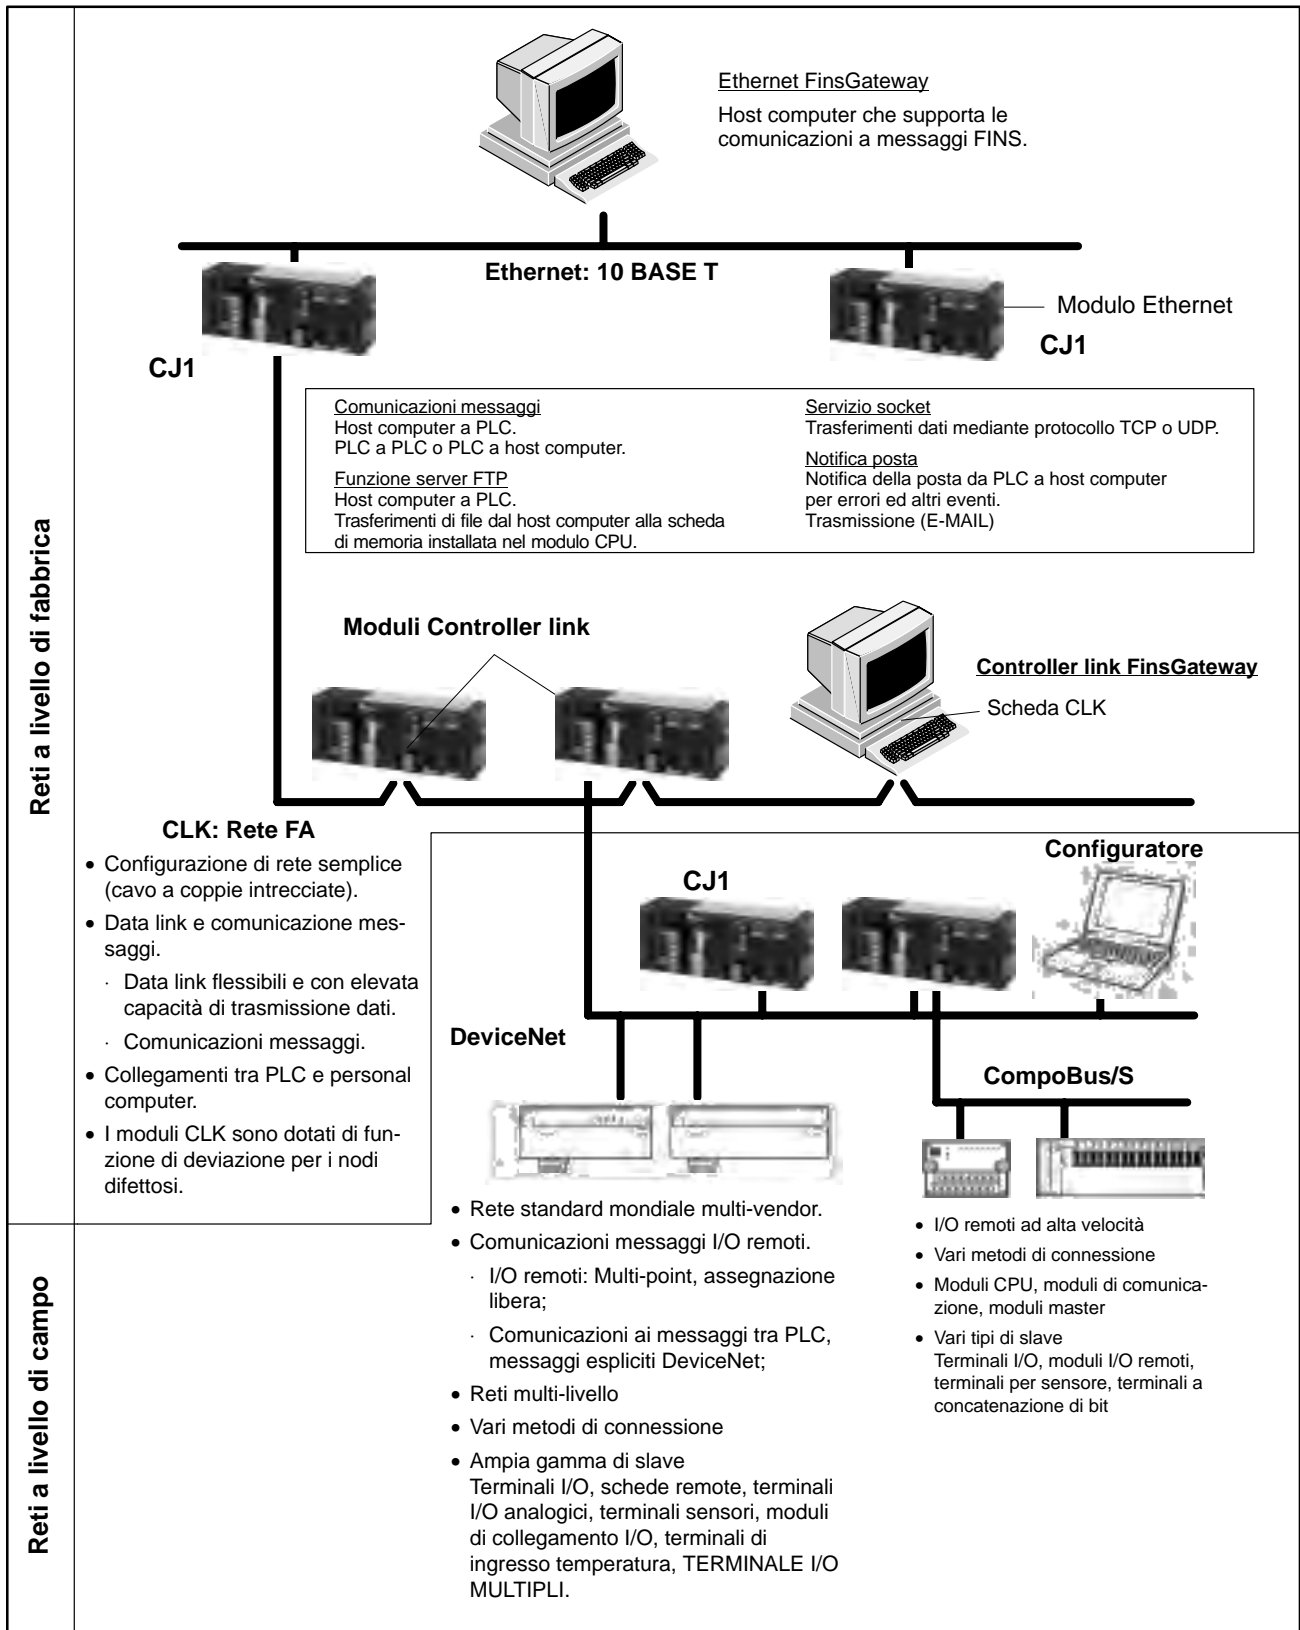 Ethernet FinsGateway
Host computer che supporta le
comunicazioni a messaggi FINS.
Ethernet: 10 BASE T
Modulo Ethernet
CJ1
CJ1
Comunicazioni messaggi
Host computer a PLC.
PLC a PLC o PLC a host computer.
Funzione server FTP
Host computer a PLC.
Trasferimenti di file dal host computer alla scheda
di memoria installata nel modulo CPU.
Servizio socket
Trasferimenti dati mediante protocollo TCP o UDP.
Notifica posta
Notifica della posta da PLC a host computer
per errori ed altri eventi.
Trasmissione (E-MAIL)
Reti a livello di fabbrica
Moduli Controller link
Controller link FinsGateway
Scheda CLK
CLK: Rete FA
• Configurazione di rete semplice
(cavo a coppie intrecciate).
• Data link e comunicazione mes-
saggi.
· Data link flessibili e con elevata
capacità di trasmissione dati.
· Comunicazioni messaggi.
• Collegamenti tra PLC e personal
computer.
• I moduli CLK sono dotati di fun-
zione di deviazione per i nodi
difettosi.
Configuratore
CJ1
DeviceNet
CompoBus/S
• Rete standard mondiale multi-vendor.
• Comunicazioni messaggi I/O remoti.
· I/O remoti: Multi-point, assegnazione
libera;
· Comunicazioni ai messaggi tra PLC,
messaggi espliciti DeviceNet;
• Reti multi-livello
• Vari metodi di connessione
• Ampia gamma di slave
Terminali I/O, schede remote, terminali
I/O analogici, terminali sensori, moduli
di collegamento I/O, terminali di
ingresso temperatura, TERMINALE I/O
MULTIPLI.
• I/O remoti ad alta velocità
• Vari metodi di connessione
• Moduli CPU, moduli di comunica-
zione, moduli master
• Vari tipi di slave
Terminali I/O, moduli I/O remoti,
terminali per sensore, terminali a
concatenazione di bit
Reti a livello di campo